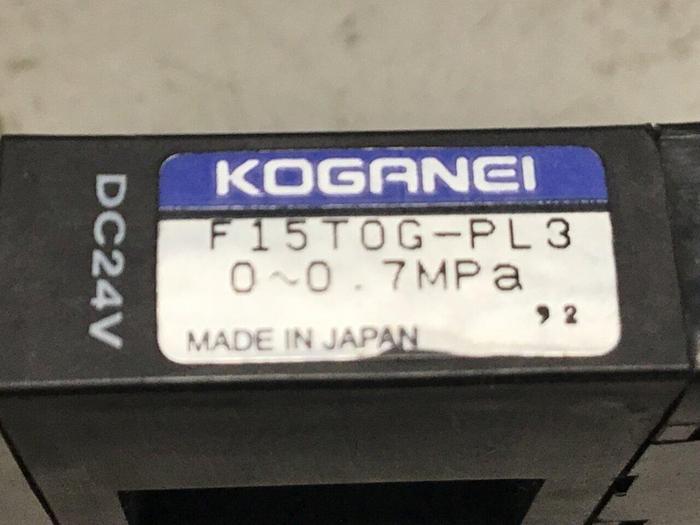 KOGANEI
F15T0G-PL3
0~0.7MPa
'92
MADE IN JAPAN
DC24V